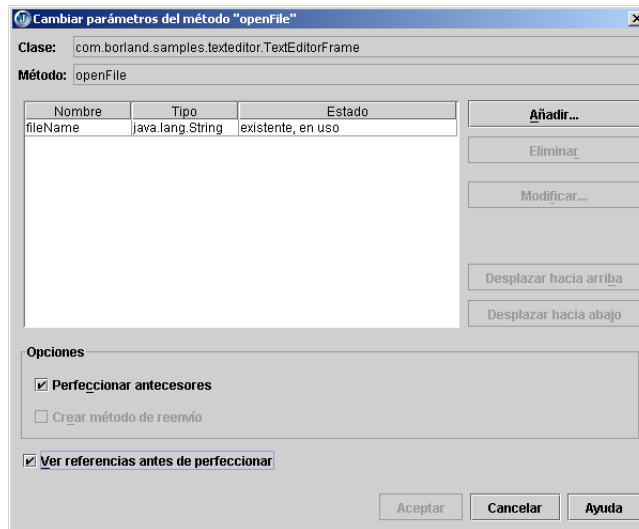 Cambiar parámetros del método "openFile"
Clase: com.borland.samples.texteditor.TextEditorFrame
Método: openFile
Nombre Tipo Estado
fileName java.lang.String existente, en uso
Añadir...
Eliminar
Modificar...
Desplazar hacia arriba
Desplazar hacia abajo
Opciones
Perfeccionar antecesores
Crear método de reenvío
Ver referencias antes de perfeccionar
Aceptar Cancelar Ayuda